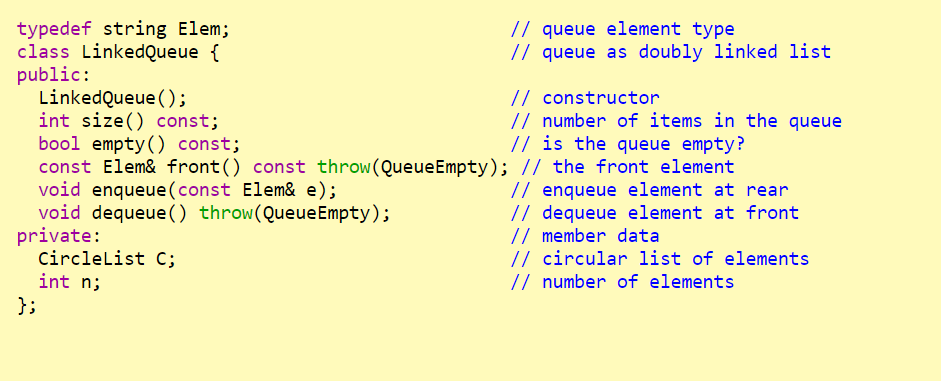 typedef string Elem; // queue element type
class LinkedQueue { // queue as doubly linked list
public:
LinkedQueue(); // constructor
int size() const; // number of items in the queue
bool empty() const; // is the queue empty?
const Elem& front() const throw(QueueEmpty); // the front element
void enqueue(const Elem& e); // enqueue element at rear
void dequeue() throw(QueueEmpty); // dequeue element at front
private: // member data
CircleList C; // circular list of elements
int n; // number of elements
};